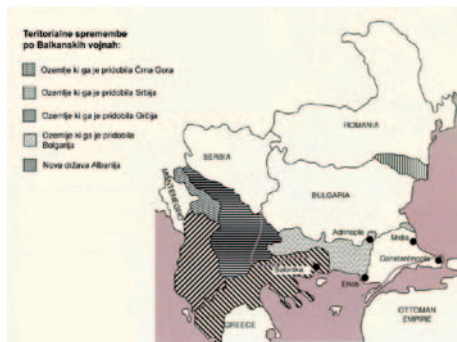 Teritorialne spremembe
po Balkanskih vojnah:
Ozemlje ki ga je pridobila Črna Gora
Ozemlje ki ga je pridobila Srbija
Ozemlje ki ga je pridobila Grčija
Ozemlje ki ga je pridobila
Bolgarija
Nova država Albanija
ROMANIA
SERBIA
MONTENEGRO
BULGARIA
Adrinople
Midia
Constantinople
Salonika
Enos
GREECE
OTTOMAN
EMPIRE